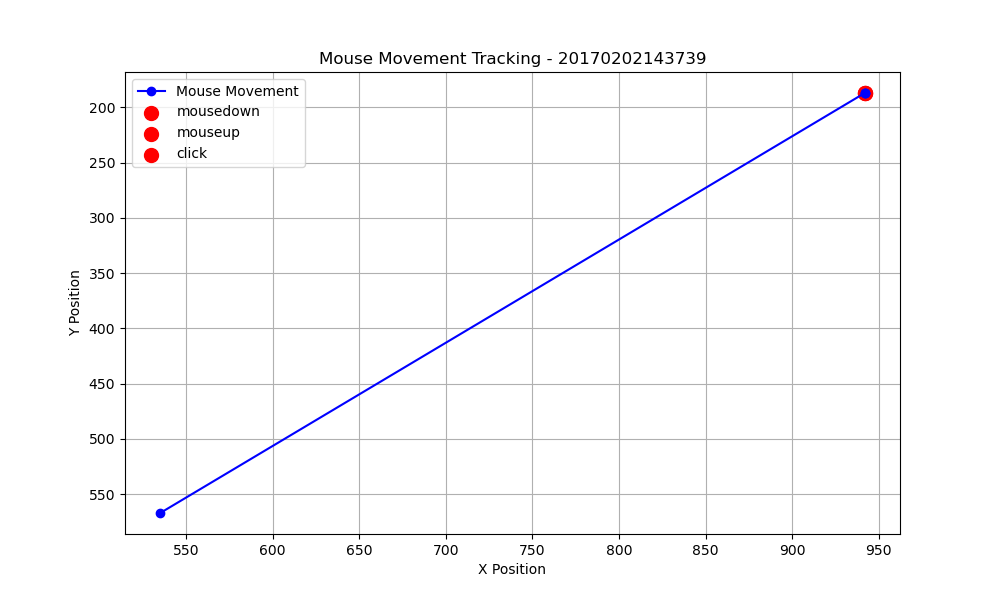 Mouse Movement Tracking - 20170202143739
Mouse Movement
mousedown
mouseup
click
200
250
300
350
400
450
500
550
Y Position
550 600 650 700 750 800 850 900 950
X Position